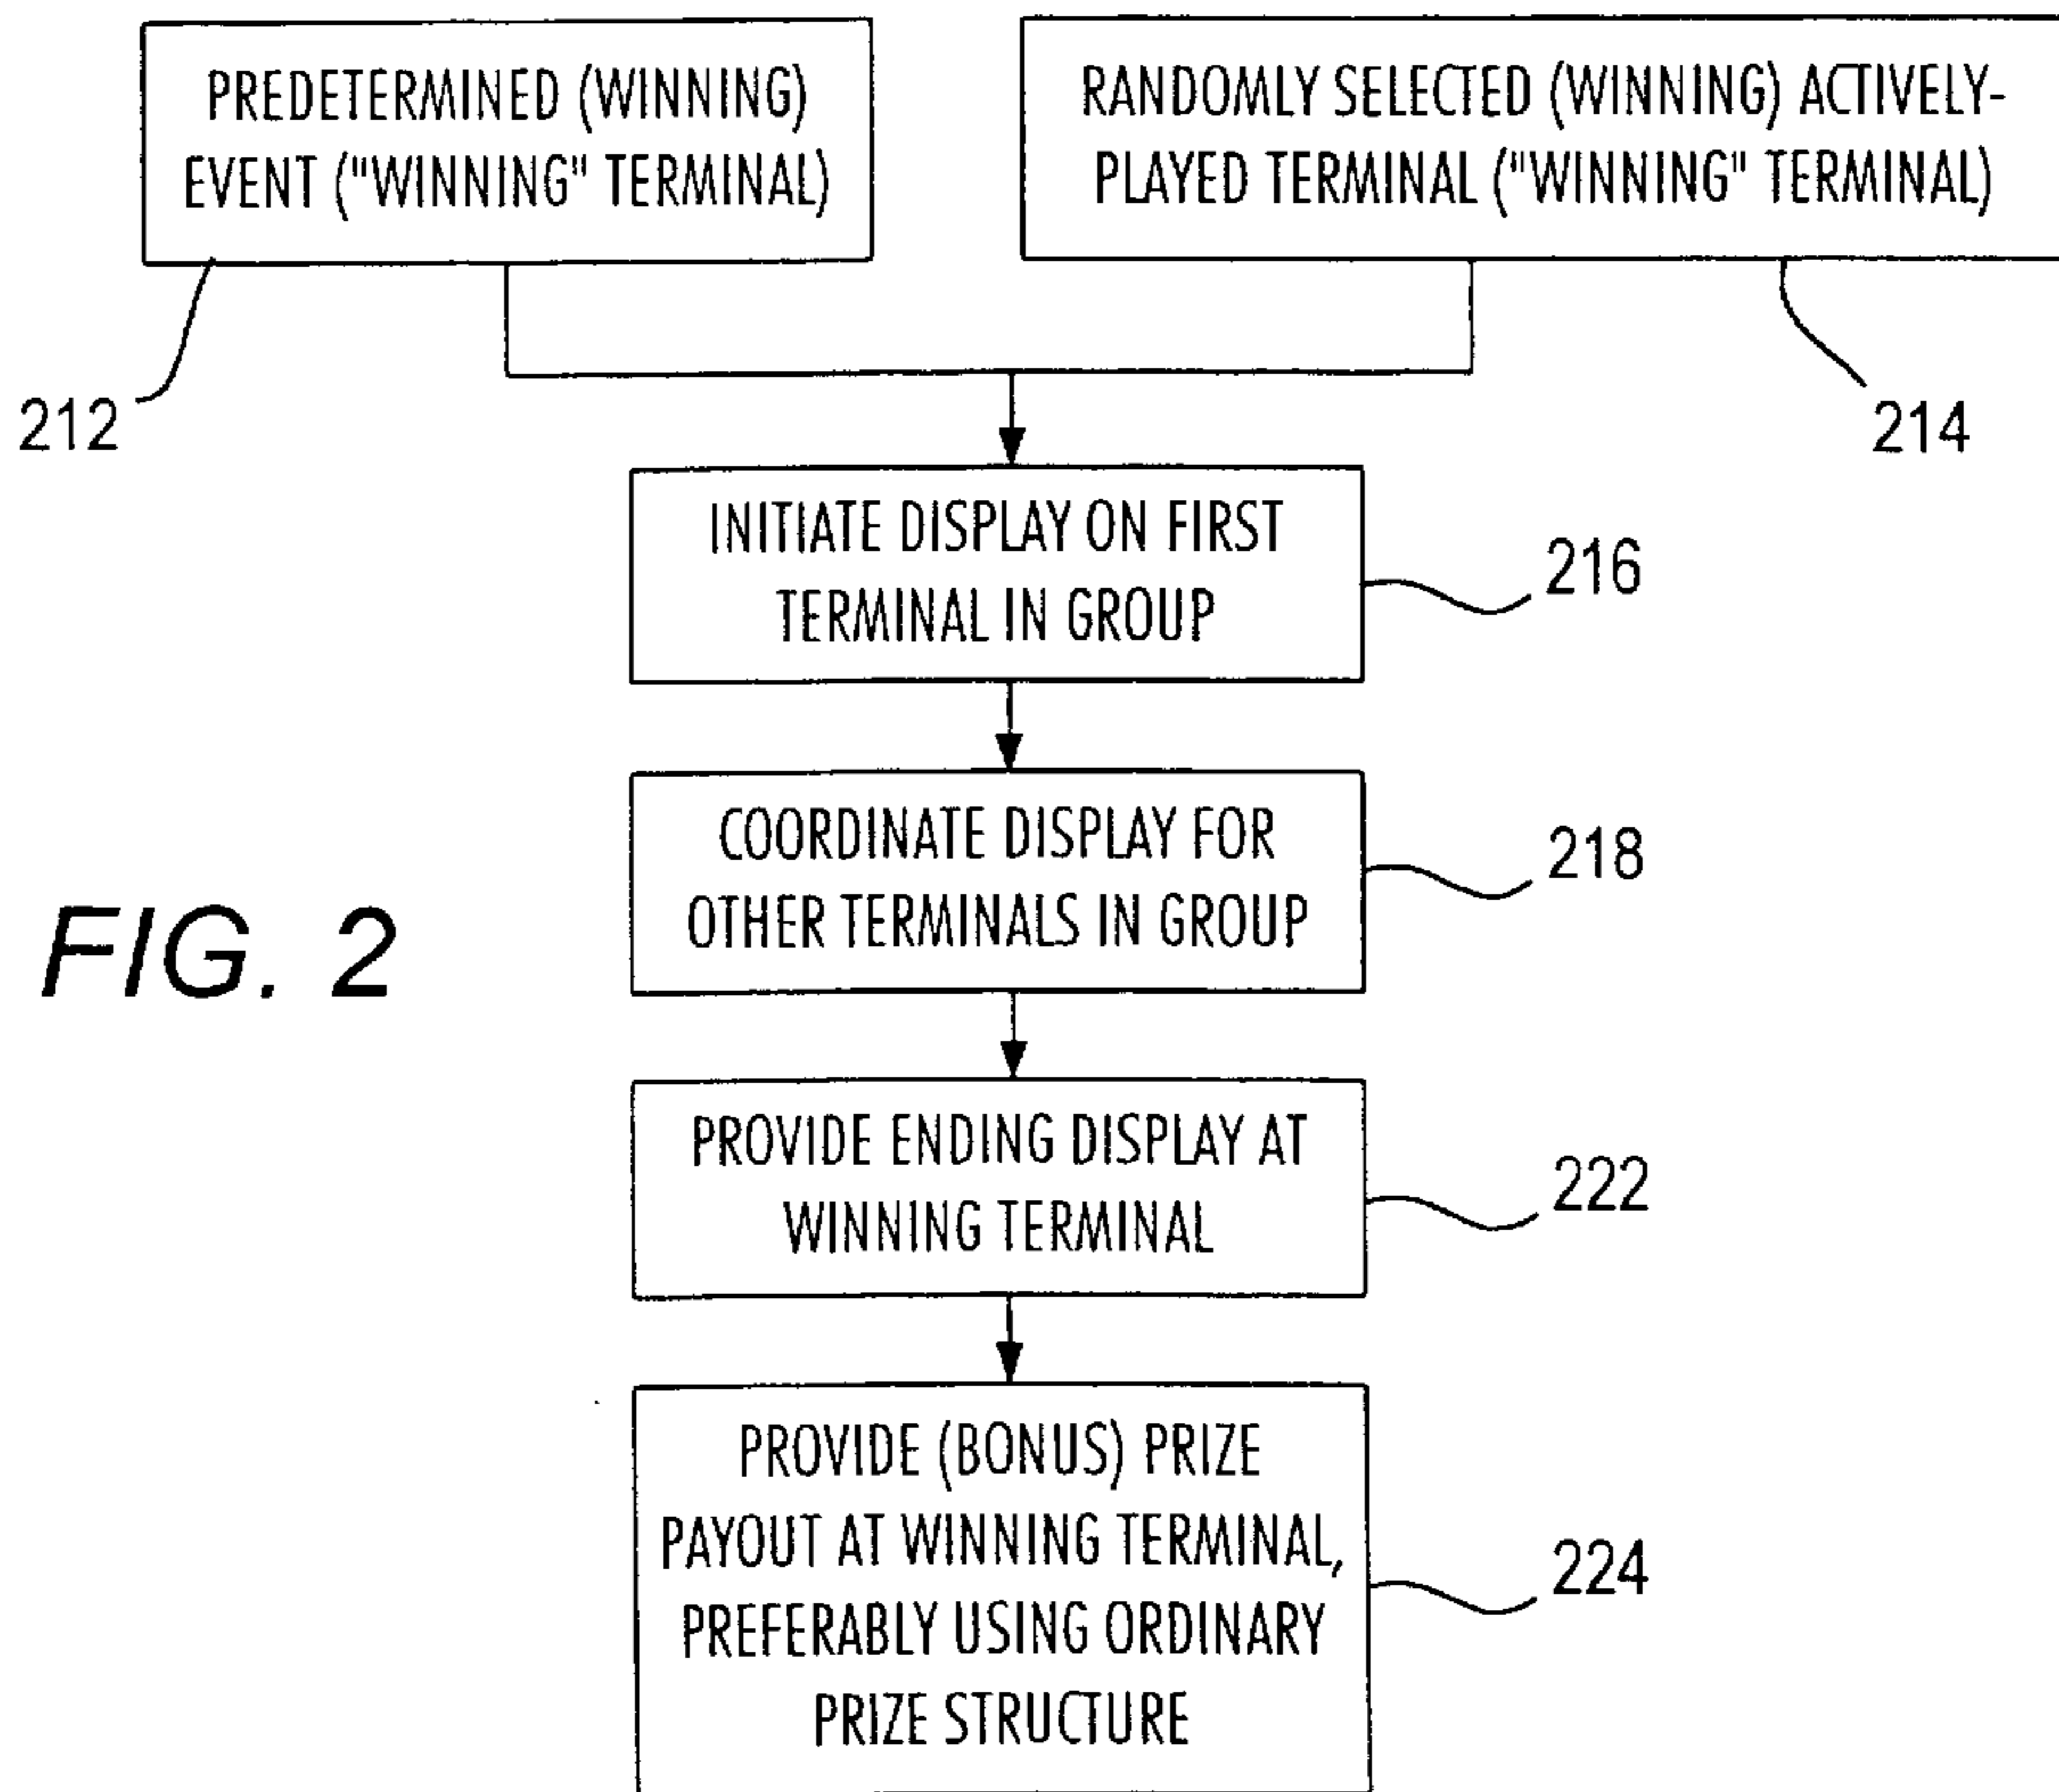 PREDETERMINED (WINNING)
EVENT ("WINNING" TERMINAL)
RANDOMLY SELECTED (WINNING) ACTIVELY-
PLAYED TERMINAL ("WINNING" TERMINAL)
212
214
INITIATE DISPLAY ON FIRST
TERMINAL IN GROUP
216
COORDINATE DISPLAY FOR
OTHER TERMINALS IN GROUP
218
FIG. 2
PROVIDE ENDING DISPLAY AT
WINNING TERMINAL
222
PROVIDE (BONUS) PRIZE
PAYOUT AT WINNING TERMINAL,
PREFERABLY USING ORDINARY
PRIZE STRUCTURE
224